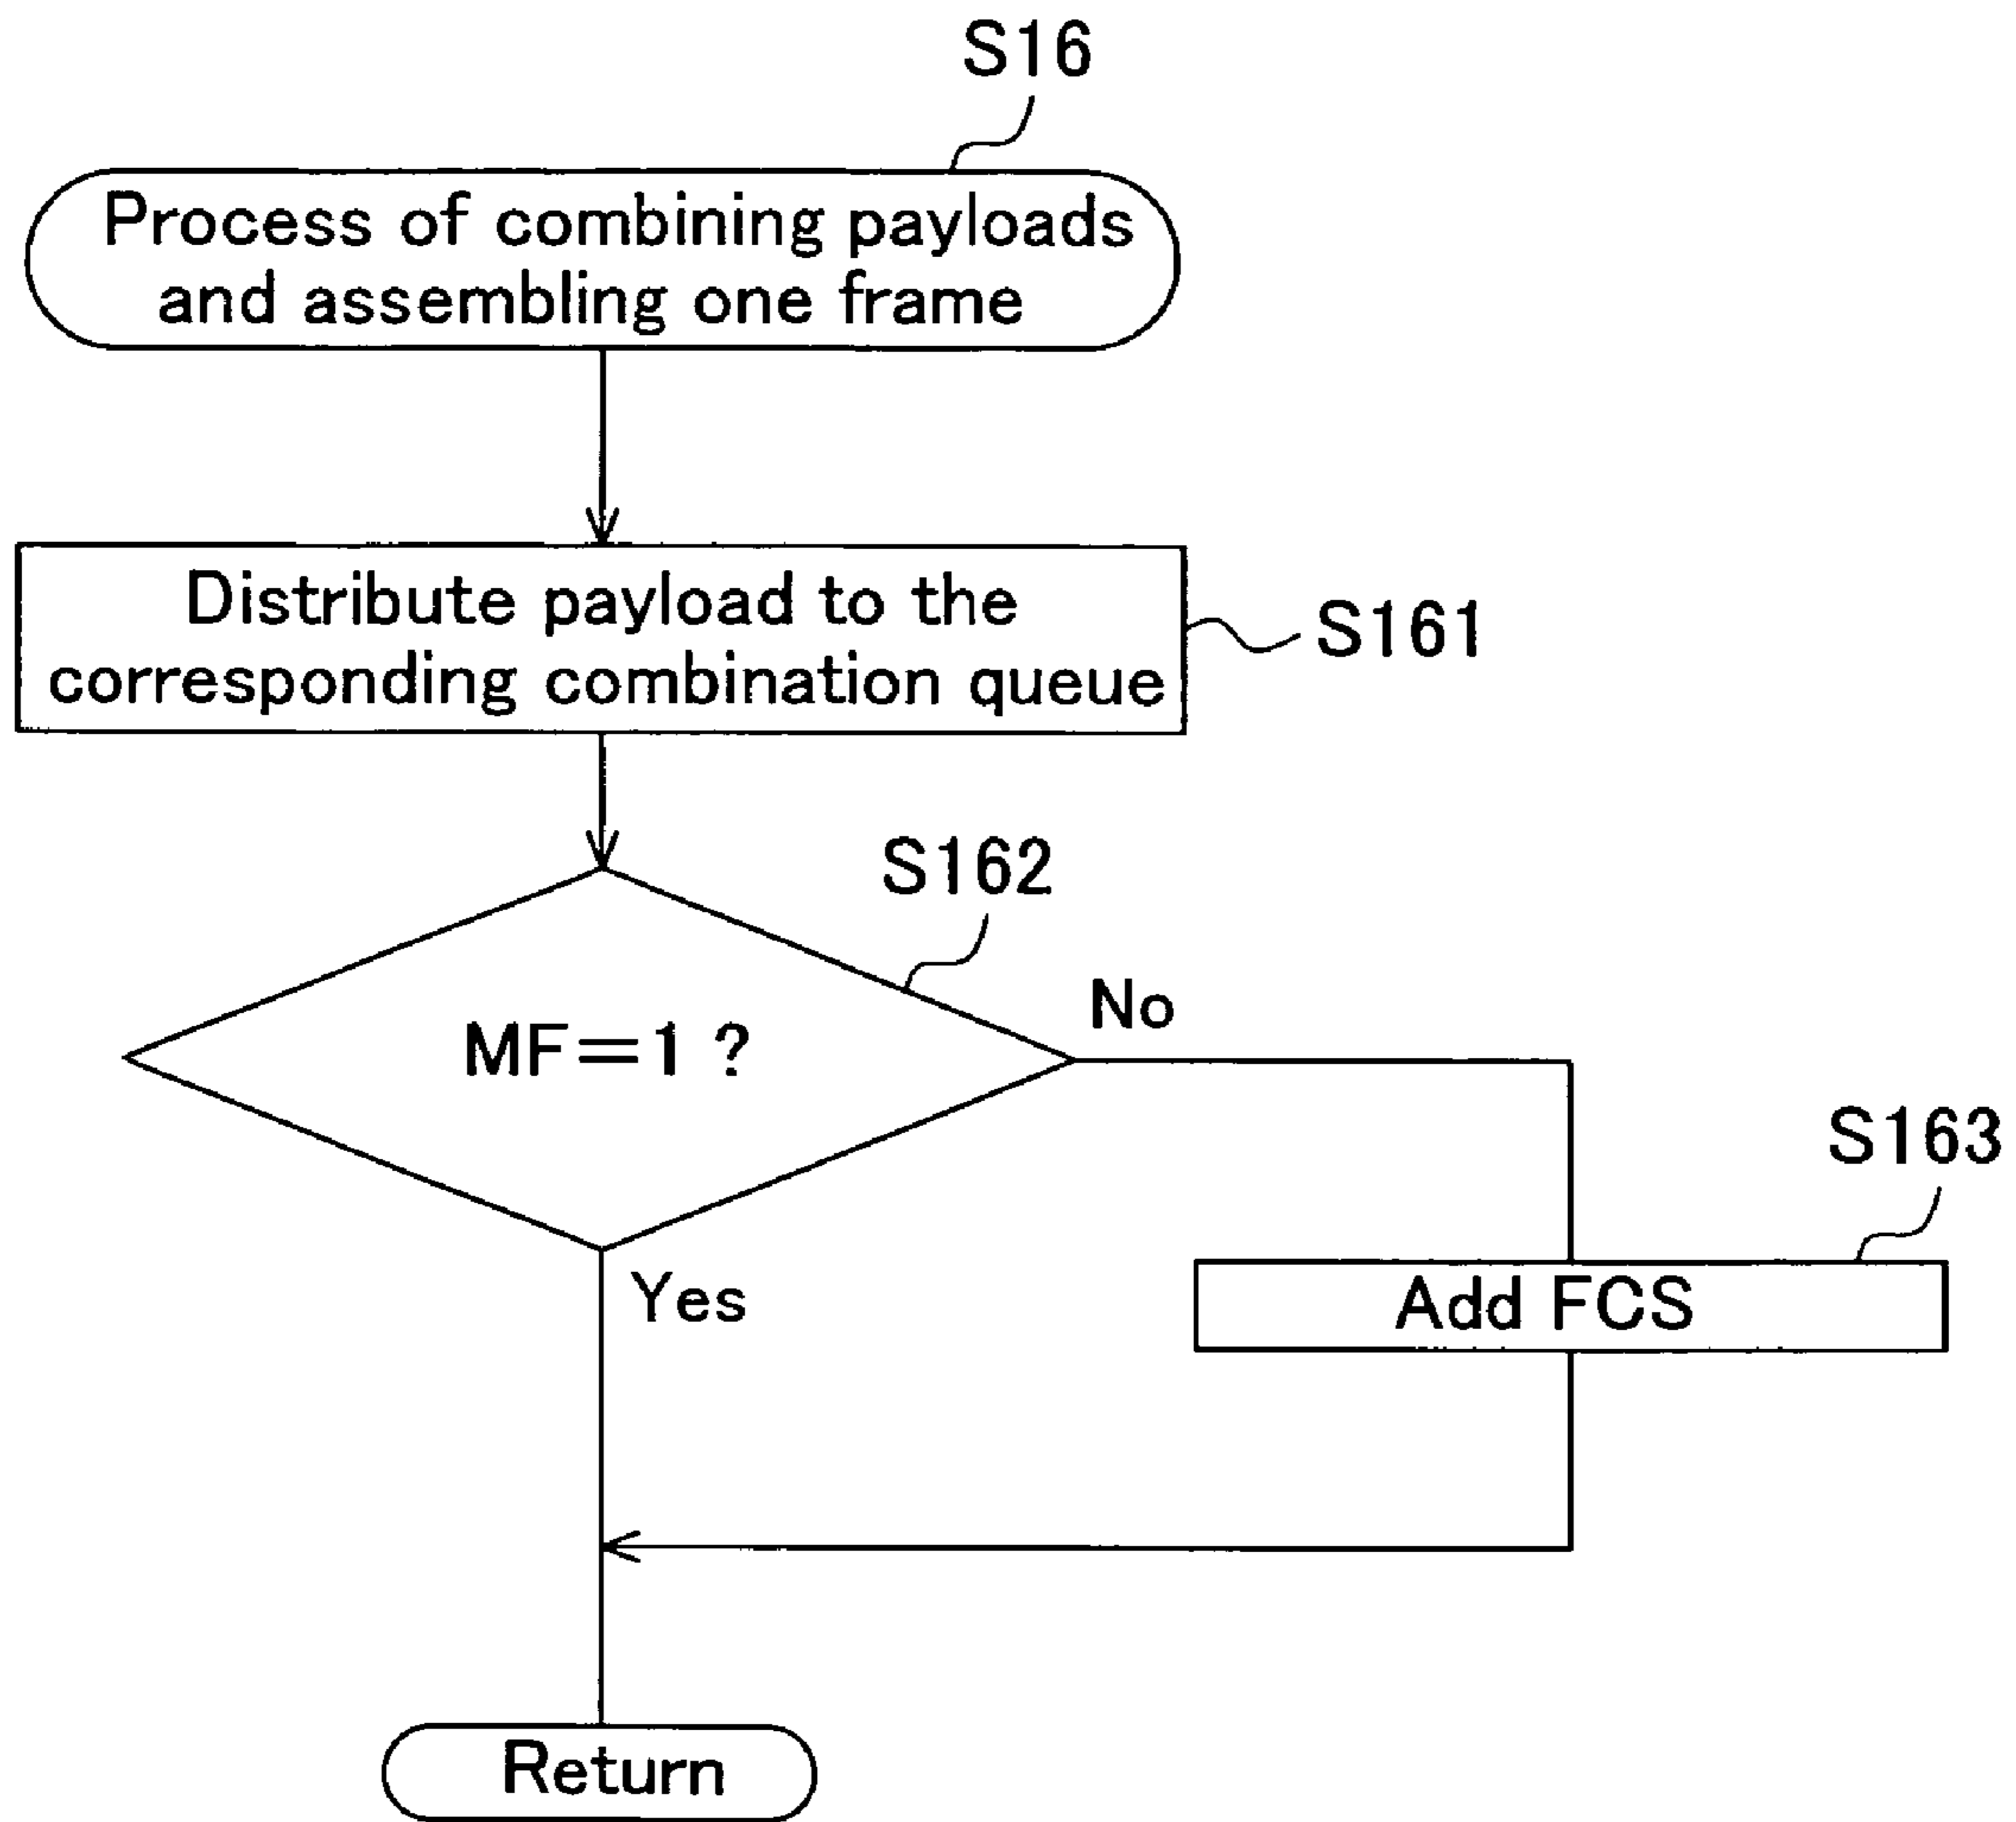 S16
Process of combining payloads
and assembling one frame
Distribute payload to the
corresponding combination queue
S161
S162
MF=1 ?
No
Yes
S163
Add FCS
Return